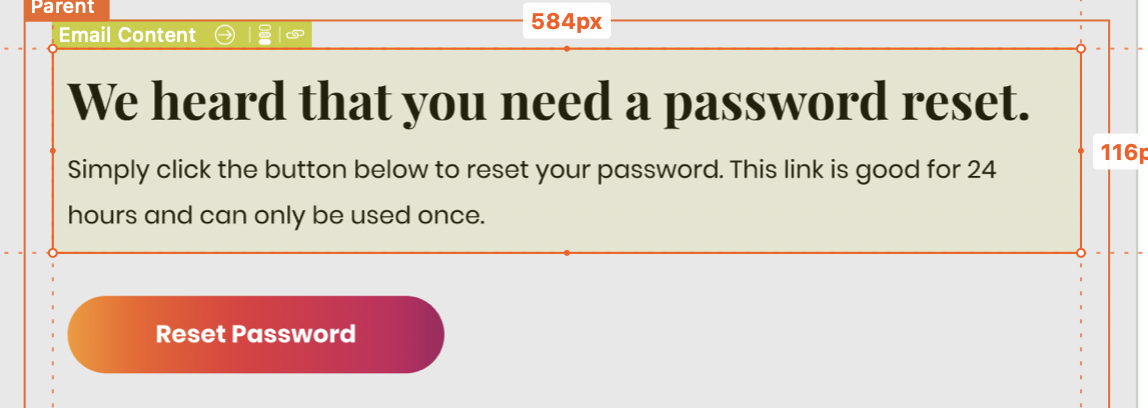 Parent
584px
Email Content
We heard that you need a password reset.
Simply click the button below to reset your password. This link is good for 24
116p
hours and can only be used once.
Reset Password